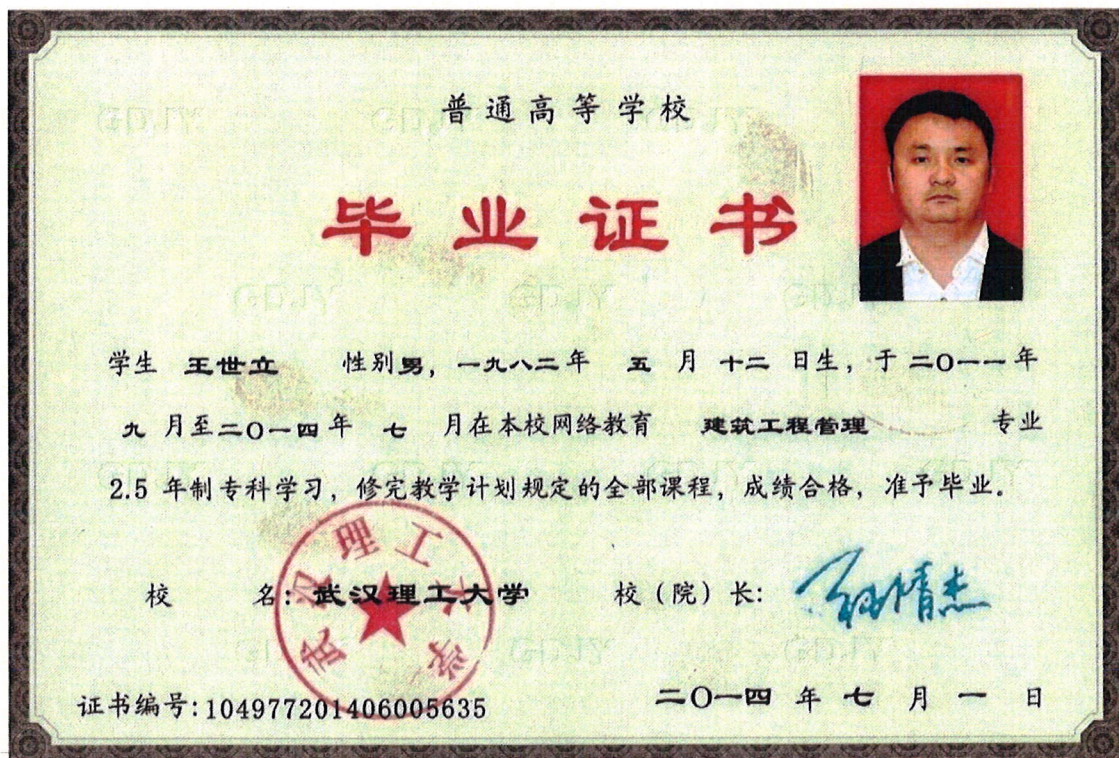 普通高等学校
毕业证书
学生 王世立 性别男，一九八二年 五 月 十二 日生，于二〇一一年
九 月至二〇一四年 七 月在本校网络教育 建筑工程管理 专业
2.5 年制专科学习，修完教学计划规定的全部课程，成绩合格，准予毕业。
校 名：武汉理工大学 校（院）长：
武汉理工大学
证书编号：104977201406005635 二〇一四 年 七 月 一 日